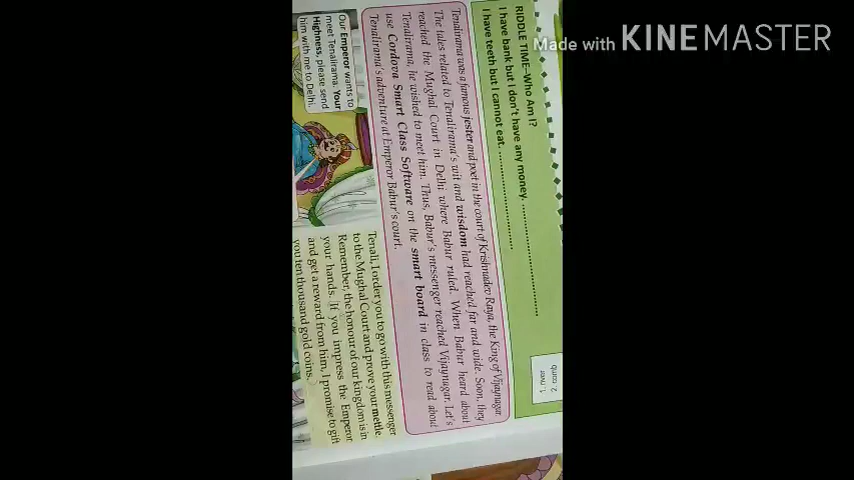 Made with KINEMASTER
RIDDLE TIME–Who Am I?
I have bank but I don't have any money. ........................
I have teeth but I cannot eat. ........................
1. river
2. comb
Tenalirama was a famous jester and poet in the court of Krishnadev Raya, the King of Vijaynagar.
The tales related to Tenalirama's wit and wisdom had reached far and wide. Soon, they
reached the Mughal Court in Delhi where Babur ruled. When Babur heard about
Tenalirama, he wished to meet him. Thus, Babur's messenger reached Vijaynagar. Let's
use Cordova Smart Class Software on the smart board in class to read about
Tenalirama's adventure at Emperor Babur's court.
Our Emperor wants to
meet Tenalirama. Your
Highness, please send
him with me to Delhi.
Tenali, I order you to go with this messenger
to the Mughal Court and prove your mettle.
Remember, the honour of our kingdom is in
your hands. If you impress the Emperor
and get a reward from him, I promise to gift
you ten thousand gold coins.